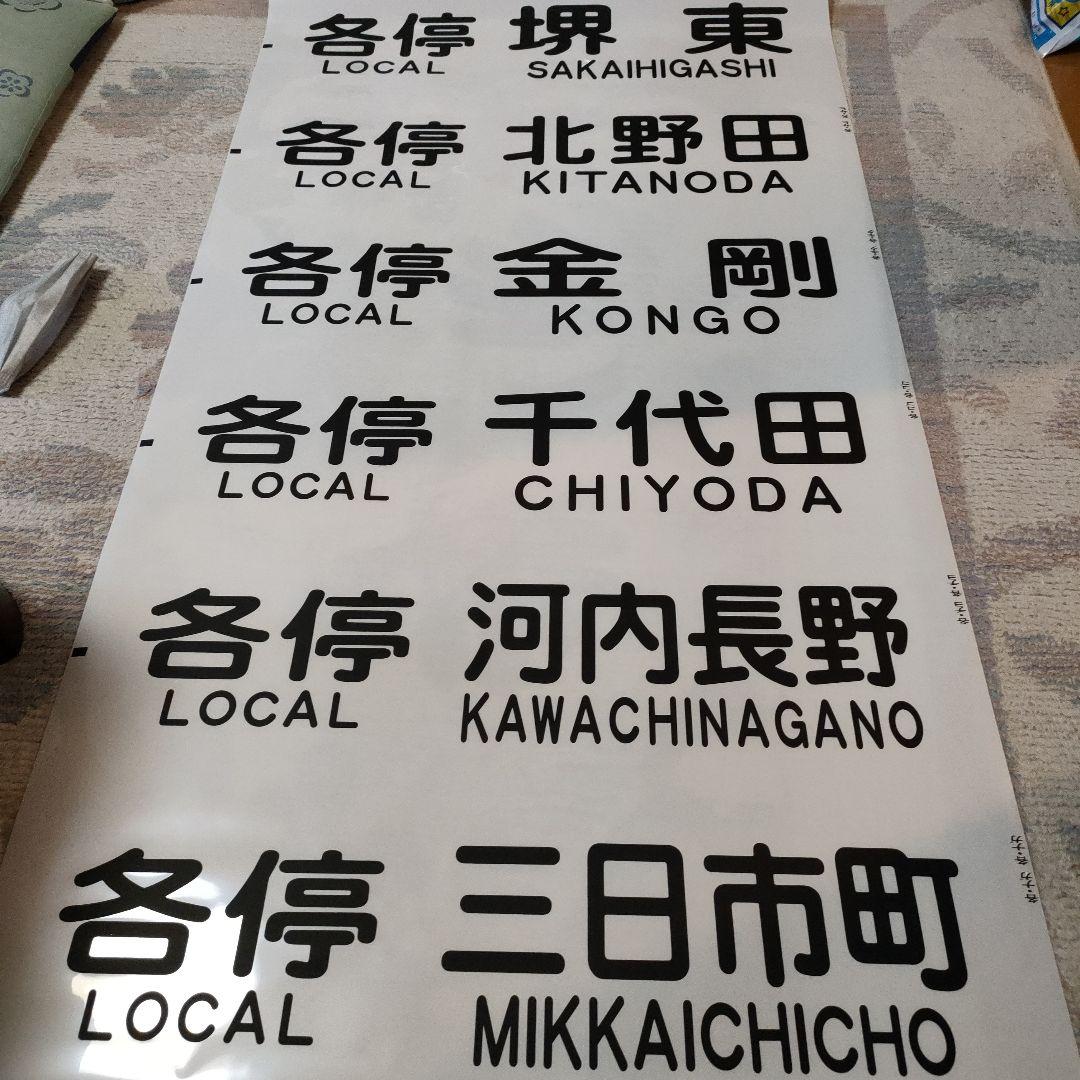 各停 堺東
LOCAL SAKAIHIGASHI
各停 北野田
LOCAL KITANODA
各停 金剛
LOCAL KONGO
各停 千代田
LOCAL CHIYODA
各停 河内長野
LOCAL KAWACHINAGANO
各停 三日市町
LOCAL MIKKAICHICHO